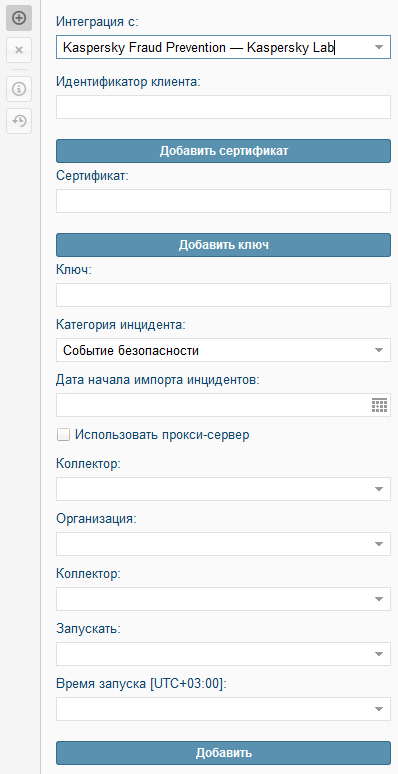 Интеграция с:
Kaspersky Fraud Prevention — Kaspersky Lab
Идентификатор клиента:
Добавить сертификат
Сертификат:
Добавить ключ
Ключ:
Категория инцидента:
Событие безопасности
Дата начала импорта инцидентов:
Использовать прокси-сервер
Коллектор:
Организация:
Коллектор:
Запускать:
Время запуска [UTC+03:00]:
Добавить